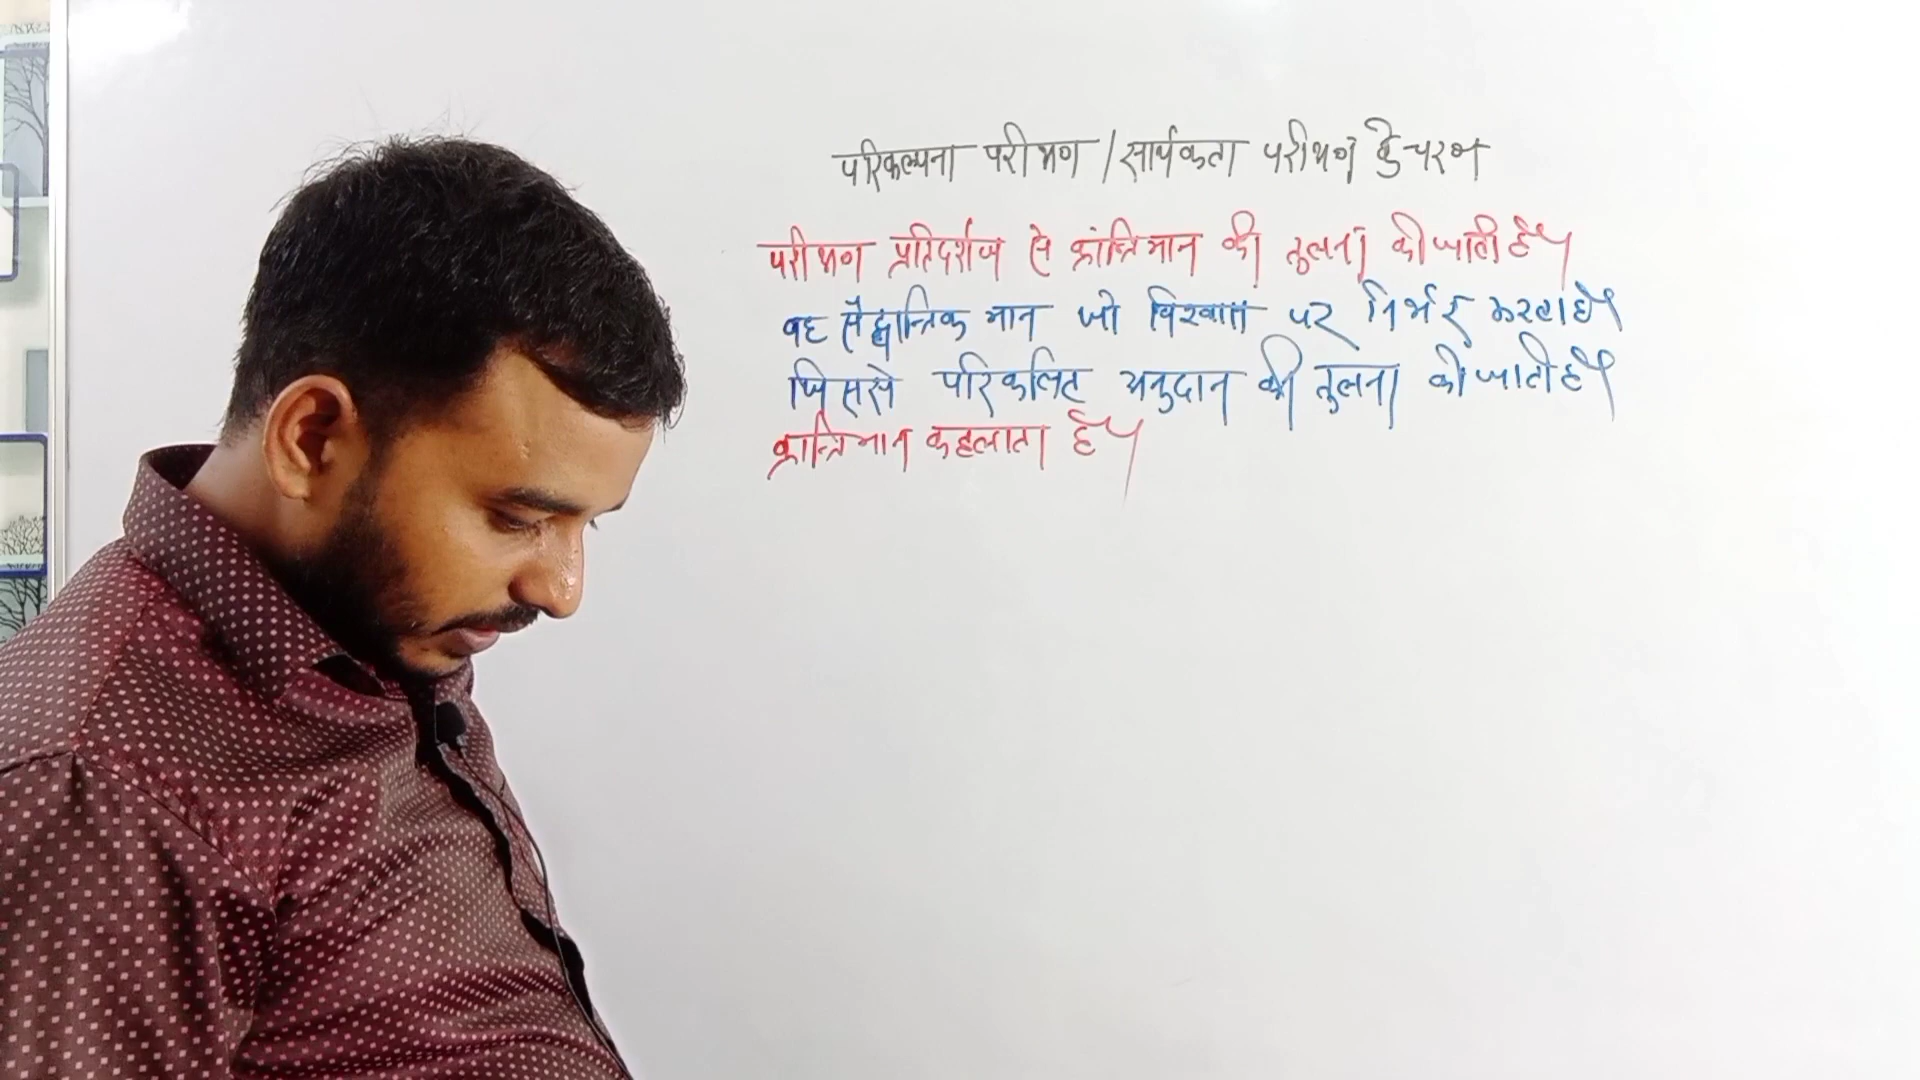 परिकल्पना परीक्षण / सार्थकता परीक्षण के चरण
परीक्षण प्रतिदर्शज से क्रान्तिमान की तुलना की जाती है।
वह सैद्धान्तिक मान जो विश्वास पर निर्भर करता है।
जिससे परिकलित अनुदान की तुलना की जाती है।
क्रान्तिमान कहलाता है।